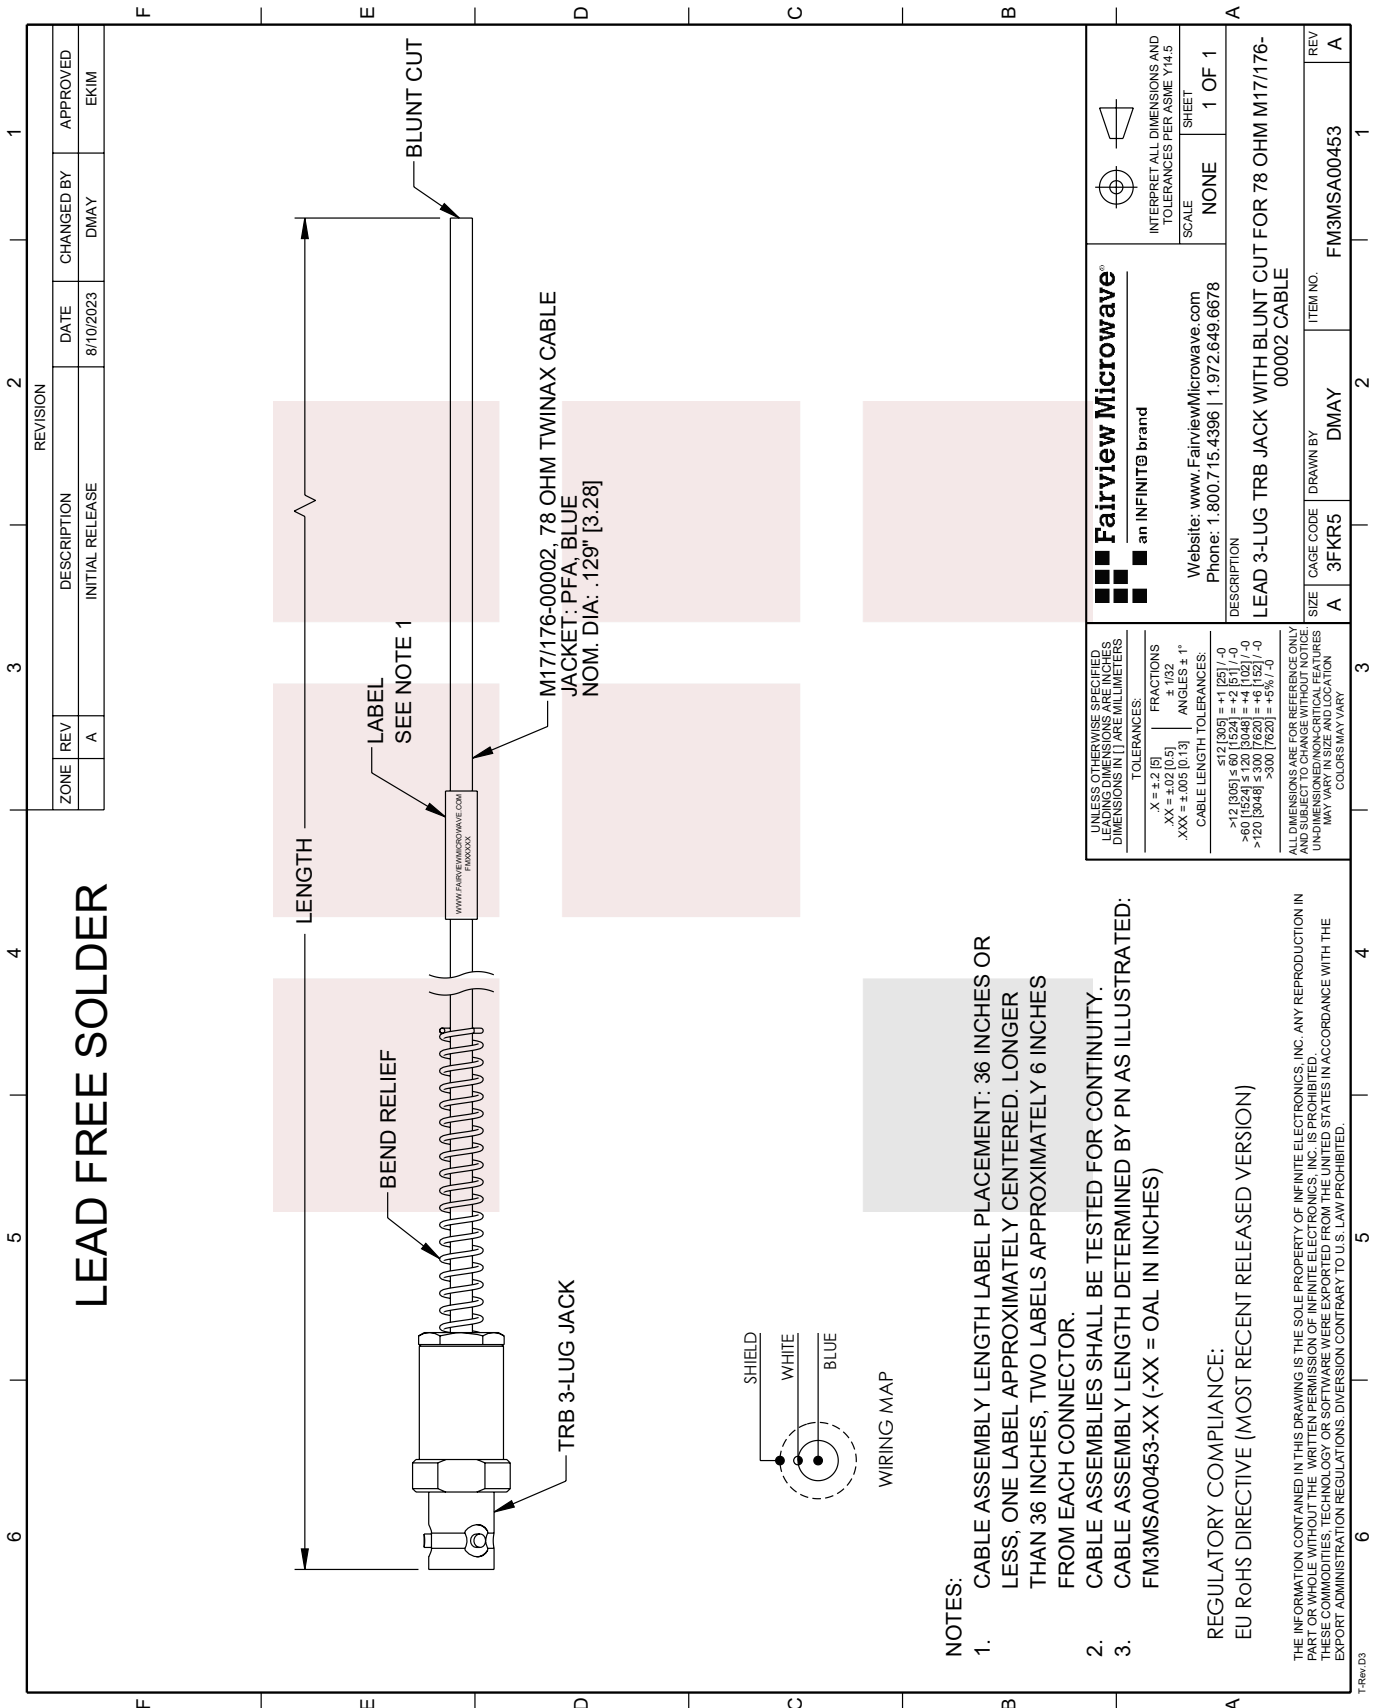 LEAD FREE SOLDER
REVISION
ZONE REV DESCRIPTION DATE CHANGED BY APPROVED
A INITIAL RELEASE 8/10/2023 DMAY EKIM
6 5 4 3 2 1
F F
E E
D D
C C
B B
A A
LENGTH
BLUNT CUT
BEND RELIEF
LABEL
SEE NOTE 1
WWW.FAIRVIEWMICROWAVE.COM
FMXXXXX
TRB 3-LUG JACK
M17/176-00002, 78 OHM TWINAX CABLE
JACKET: PFA, BLUE
NOM. DIA: .129" [3.28]
SHIELD
WHITE
BLUE
WIRING MAP
NOTES:
1. CABLE ASSEMBLY LENGTH LABEL PLACEMENT: 36 INCHES OR
LESS, ONE LABEL APPROXIMATELY CENTERED. LONGER
THAN 36 INCHES, TWO LABELS APPROXIMATELY 6 INCHES
FROM EACH CONNECTOR.
2. CABLE ASSEMBLIES SHALL BE TESTED FOR CONTINUITY.
3. CABLE ASSEMBLY LENGTH DETERMINED BY PN AS ILLUSTRATED:
FM3MSA00453-XX (-XX = OAL IN INCHES)
REGULATORY COMPLIANCE:
EU RoHS DIRECTIVE (MOST RECENT RELEASED VERSION)
THE INFORMATION CONTAINED IN THIS DRAWING IS THE SOLE PROPERTY OF INFINITE ELECTRONICS, INC. ANY REPRODUCTION IN
PART OR WHOLE WITHOUT THE WRITTEN PERMISSION OF INFINITE ELECTRONICS, INC. IS PROHIBITED.
THESE COMMODITIES, TECHNOLOGY OR SOFTWARE WERE EXPORTED FROM THE UNITED STATES IN ACCORDANCE WITH THE
EXPORT ADMINISTRATION REGULATIONS. DIVERSION CONTRARY TO U.S. LAW PROHIBITED.
UNLESS OTHERWISE SPECIFIED
LEADING DIMENSIONS ARE INCHES
DIMENSIONS IN [ ] ARE MILLIMETERS
TOLERANCES:
.X = ±.2 [5] FRACTIONS
.XX = ±.02 [0.5] ± 1/32
.XXX = ±.005 [0.13] ANGLES ± 1°
CABLE LENGTH TOLERANCES:
≤12 [305] = +1 [25] / -0
>12 [305] ≤ 60 [1524] = +2 [51] / -0
>60 [1524] ≤ 120 [3048] = +4 [102] / -0
>120 [3048] ≤ 300 [7620] = +6 [152] / -0
>300 [7620] = +5% / -0
ALL DIMENSIONS ARE FOR REFERENCE ONLY
AND SUBJECT TO CHANGE WITHOUT NOTICE.
UN-DIMENSIONED/NON-CRITICAL FEATURES
MAY VARY IN SIZE AND LOCATION
COLORS MAY VARY
Fairview Microwave®
an INFINITE brand
Website: www.FairviewMicrowave.com
Phone: 1.800.715.4396 | 1.972.649.6678
INTERPRET ALL DIMENSIONS AND
TOLERANCES PER ASME Y14.5
SCALE NONE
SHEET 1 OF 1
DESCRIPTION
LEAD 3-LUG TRB JACK WITH BLUNT CUT FOR 78 OHM M17/176-
00002 CABLE
SIZE A
CAGE CODE 3FKR5
DRAWN BY DMAY
ITEM NO. FM3MSA00453
REV A
6 5 4 3 2 1
T-Rev.D3